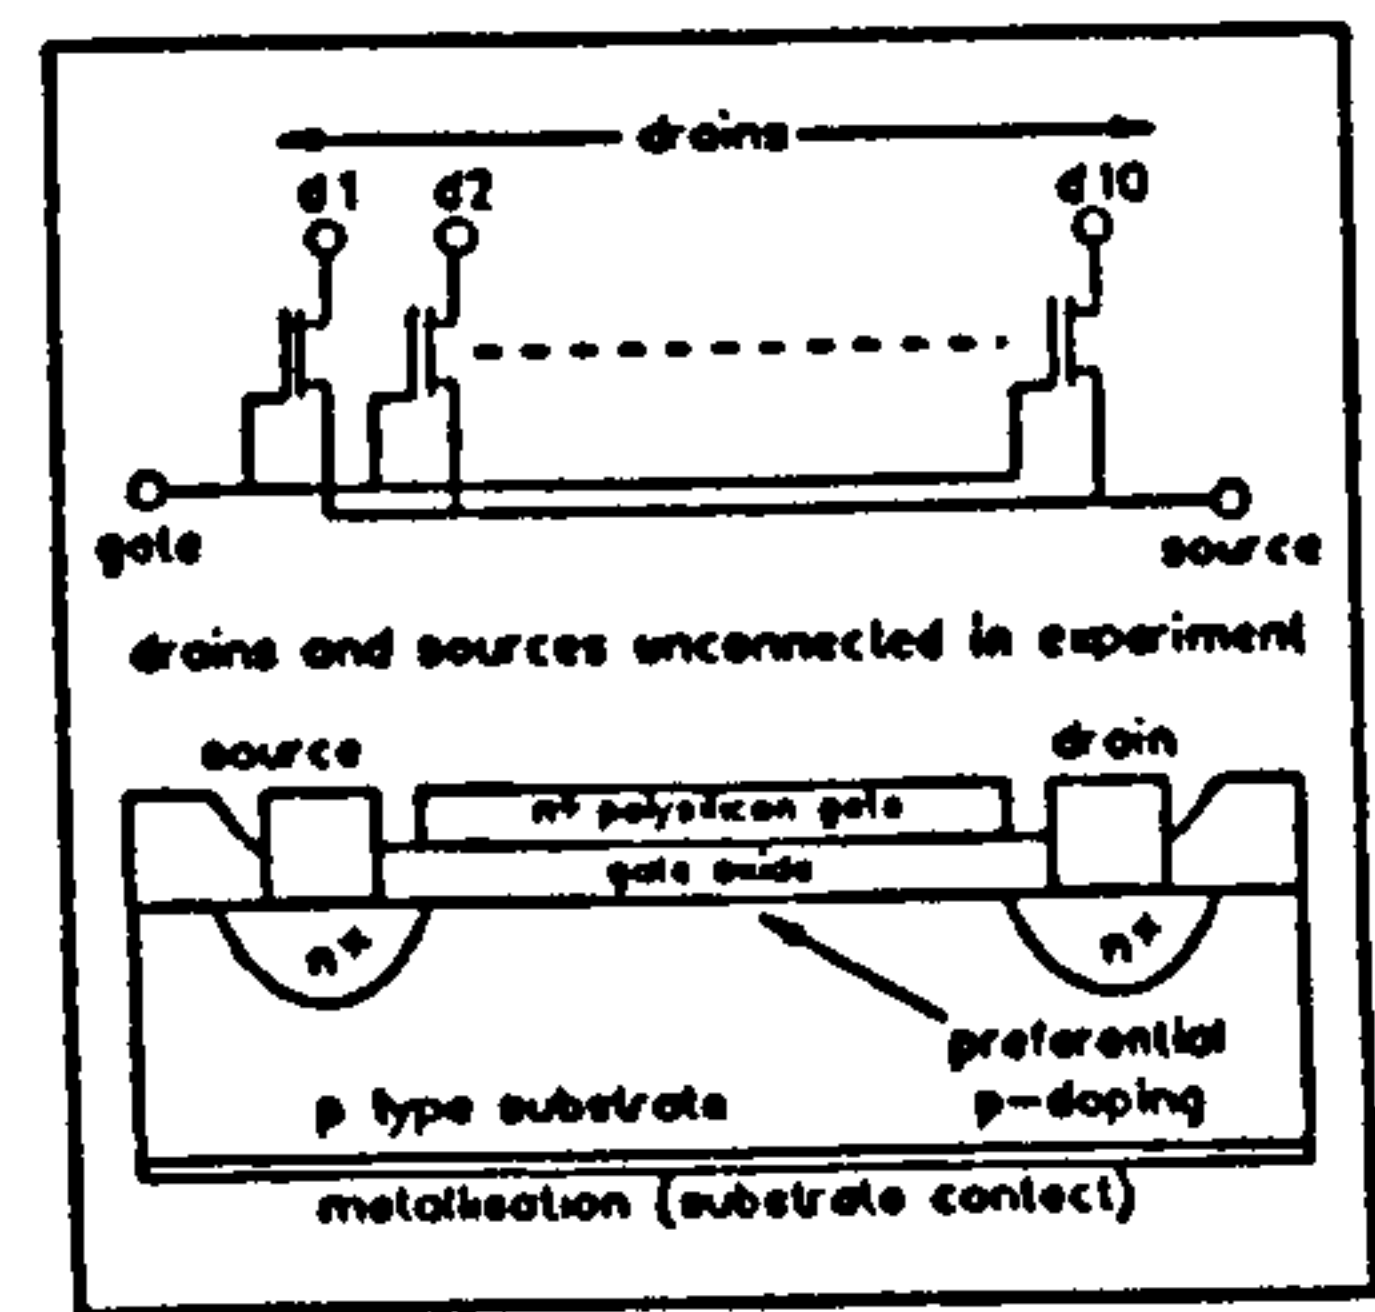 drains
d1 d2 d10
gate source
drains and sources unconnected in experiment
source drain
n+ polysilicon gate
gate oxide
n+ n+
preferential
p type substrate p-doping
metallisation (substrate contact)